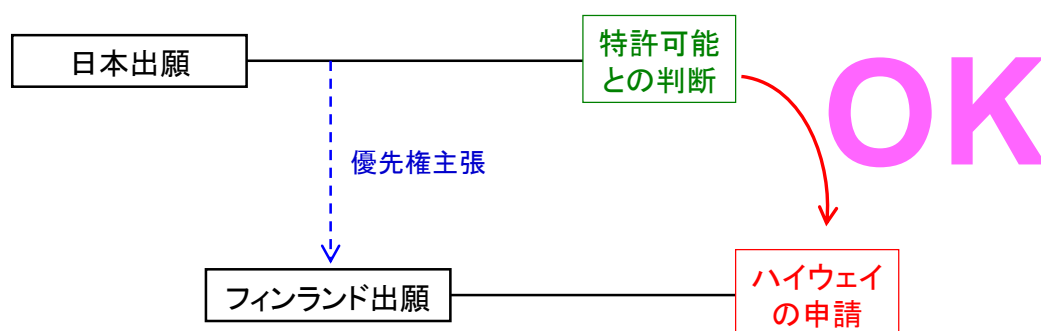 日本出願
特許可能
との判断
OK
優先権主張
フィンランド出願
ハイウェイ
の申請